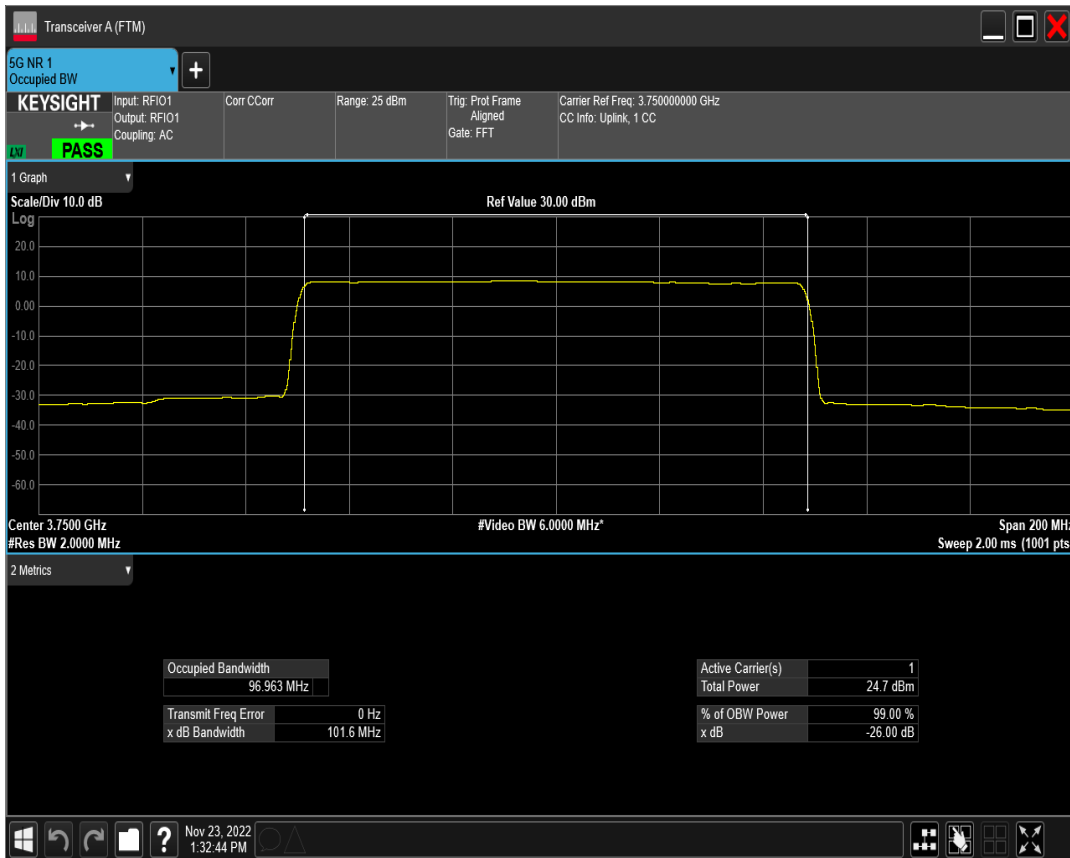 Transceiver A (FTM)
5G NR 1
Occupied BW
+
KEYSIGHT
LXI
PASS
Input: RFIO1
Output: RFIO1
Coupling: AC
Corr CCorr
Range: 25 dBm
Trig: Prot Frame
Aligned
Gate: FFT
Carrier Ref Freq: 3.750000000 GHz
CC Info: Uplink, 1 CC
1 Graph
Scale/Div 10.0 dB
Ref Value 30.00 dBm
Log
20.0
10.0
0.00
-10.0
-20.0
-30.0
-40.0
-50.0
-60.0
Center 3.7500 GHz
#Video BW 6.0000 MHz*
Span 200 MHz
#Res BW 2.0000 MHz
Sweep 2.00 ms (1001 pts
2 Metrics
Occupied Bandwidth
96.963 MHz
Transmit Freq Error 0 Hz
x dB Bandwidth 101.6 MHz
Active Carrier(s) 1
Total Power 24.7 dBm
% of OBW Power 99.00 %
x dB -26.00 dB
?
Nov 23, 2022
1:32:44 PM